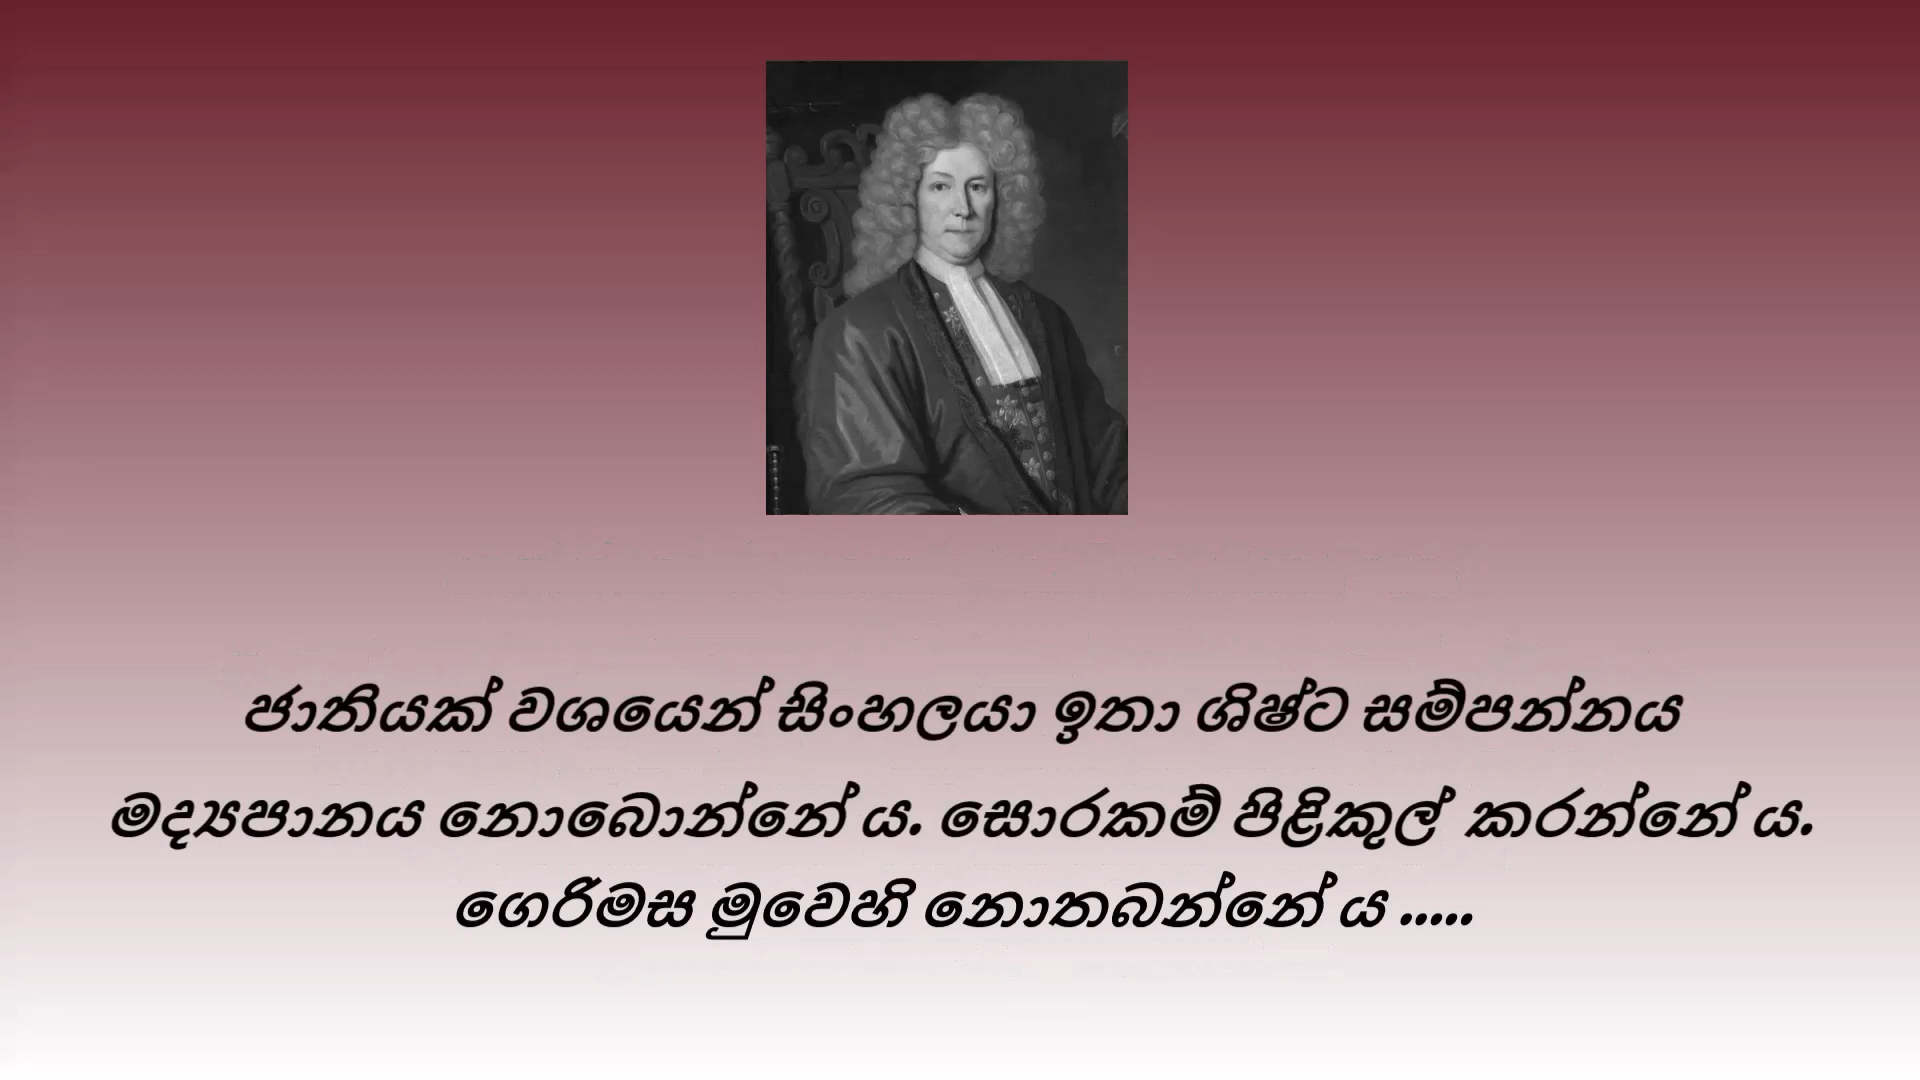 ජාතියක් වශයෙන් සිංහලයා ඉතා ශිෂ්ට සම්පන්නය
මද්‍යපානය නොබොන්නේ ය. සොරකම් පිළිකුල් කරන්නේ ය.
ගෙරිමස මුවෙහි නොතබන්නේ ය .....